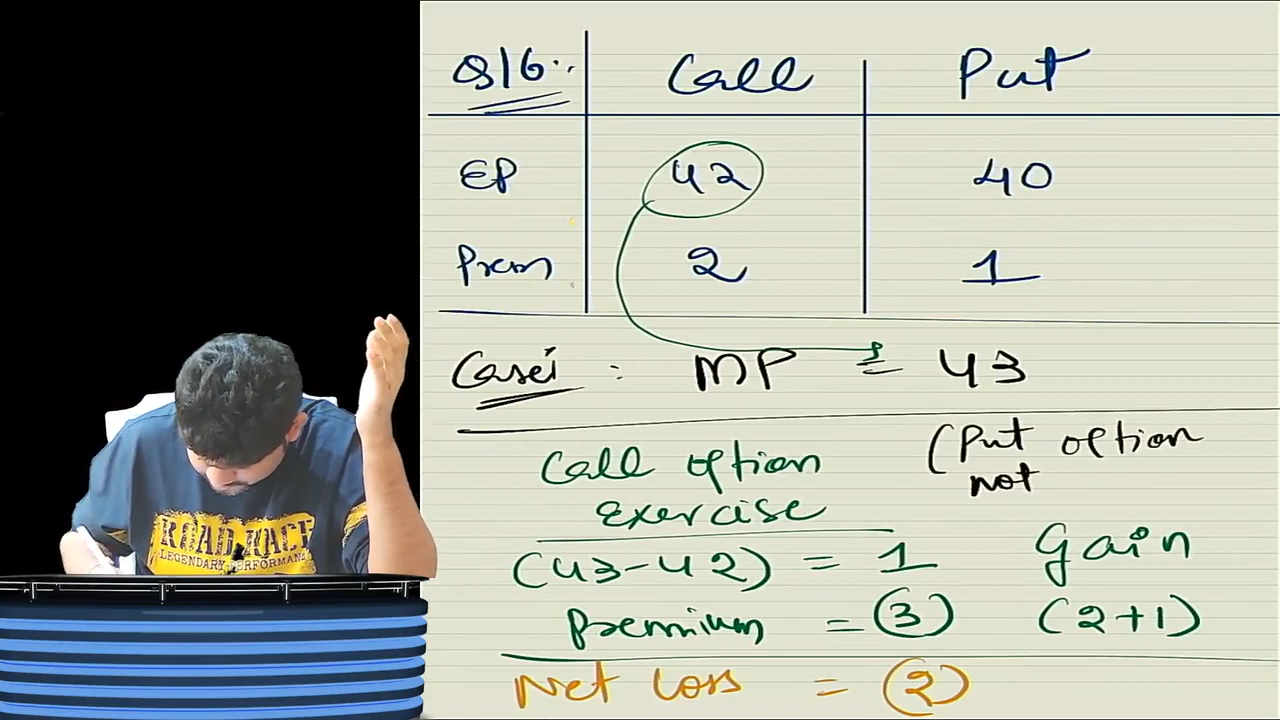 Q16:. Call Put
EP 42 40
Prem 2 1
Case i : MP = 43
Call option
exercise
(Put option
not
(43-42) = 1 Gain
Premium = (3) (2+1)
Net Loss = (2)
ROAD RACE
LEGENDARY PERFORMAN